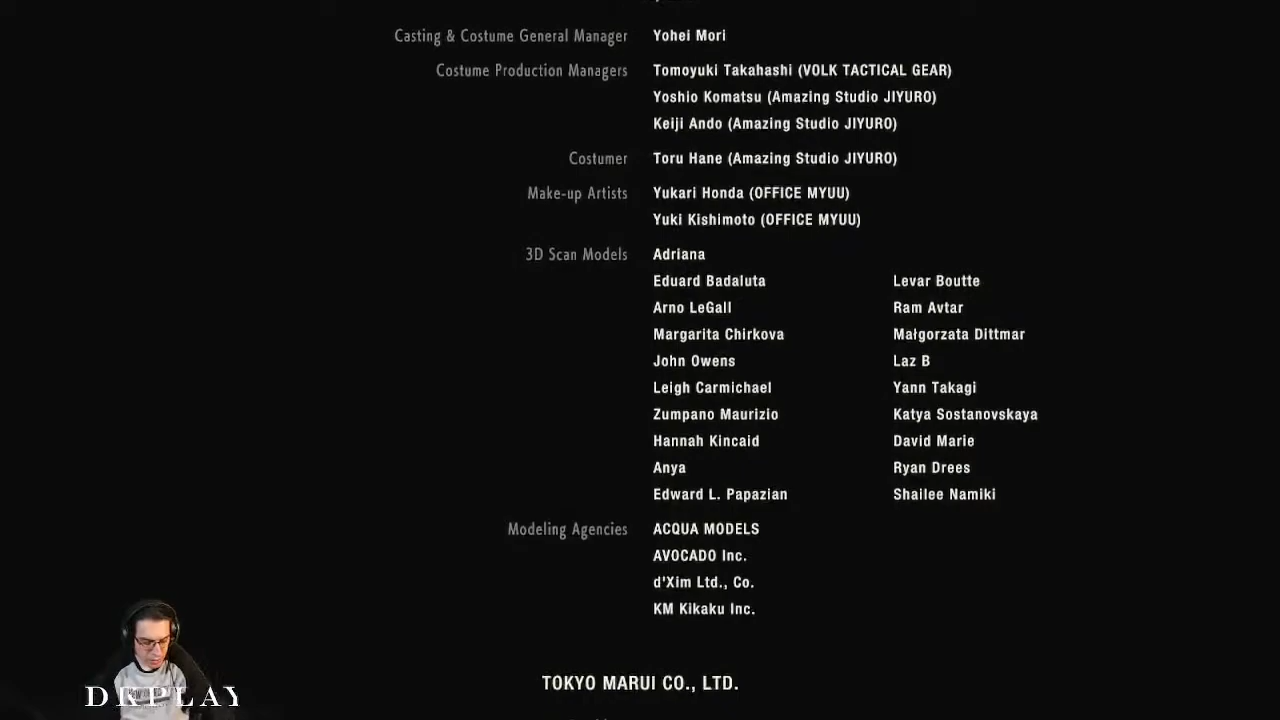 Casting & Costume General Manager Yohei Mori
Costume Production Managers Tomoyuki Takahashi (VOLK TACTICAL GEAR)
Yoshio Komatsu (Amazing Studio JIYURO)
Keiji Ando (Amazing Studio JIYURO)
Costumer Toru Hane (Amazing Studio JIYURO)
Make-up Artists Yukari Honda (OFFICE MYUU)
Yuki Kishimoto (OFFICE MYUU)
3D Scan Models Adriana
Eduard Badaluta Levar Boutte
Arno LeGall Ram Avtar
Margarita Chirkova Małgorzata Dittmar
John Owens Laz B
Leigh Carmichael Yann Takagi
Zumpano Maurizio Katya Sostanovskaya
Hannah Kincaid David Marie
Anya Ryan Drees
Edward L. Papazian Shailee Namiki
Modeling Agencies ACQUA MODELS
AVOCADO Inc.
d'Xim Ltd., Co.
KM Kikaku Inc.
TOKYO MARUI CO., LTD.